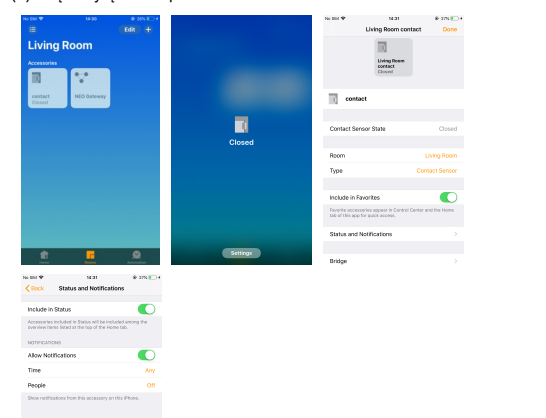 No SIM
Edit +
Living Room
Accessories
contact
Closed
NEO Gateway
Closed
Settings
No SIM 14:31 27%
Living Room contact Done
Living Room
contact
Closed
contact
Contact Sensor State Closed
Room Living Room
Type Contact Sensor
Include in Favorites
Favorite accessories appear in Control Center and the Home
tab of this app for quick access.
Status and Notifications
Bridge
No SIM 14:31 27%
Back Status and Notifications
Include in Status
Accessories included in Status will be included among the
overview items listed at the top of the Home tab.
NOTIFICATIONS
Allow Notifications
Time Any
People Off
Show notifications from this accessory on this iPhone.